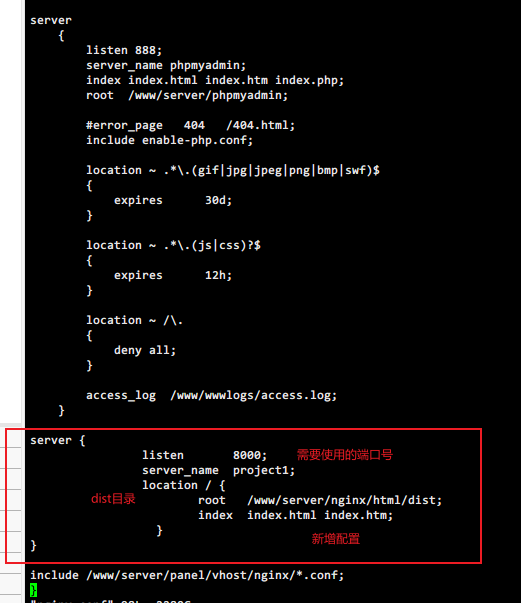 server
{
listen 888;
server_name phpmyadmin;
index index.html index.htm index.php;
root  /www/server/phpmyadmin;
#error_page   404   /404.html;
include enable-php.conf;
location ~ .*\.(gif|jpg|jpeg|png|bmp|swf)$
{
expires      30d;
}
location ~ .*\.(js|css)?$
{
expires      12h;
}
location ~ /\.
{
deny all;
}
access_log  /www/wwwlogs/access.log;
}
server {
listen       8000; 需要使用的端口号
server_name  project1;
location / {
dist目录 root   /www/server/nginx/html/dist;
index  index.html index.htm;
}
新增配置
}
include /www/server/panel/vhost/nginx/*.conf;
}